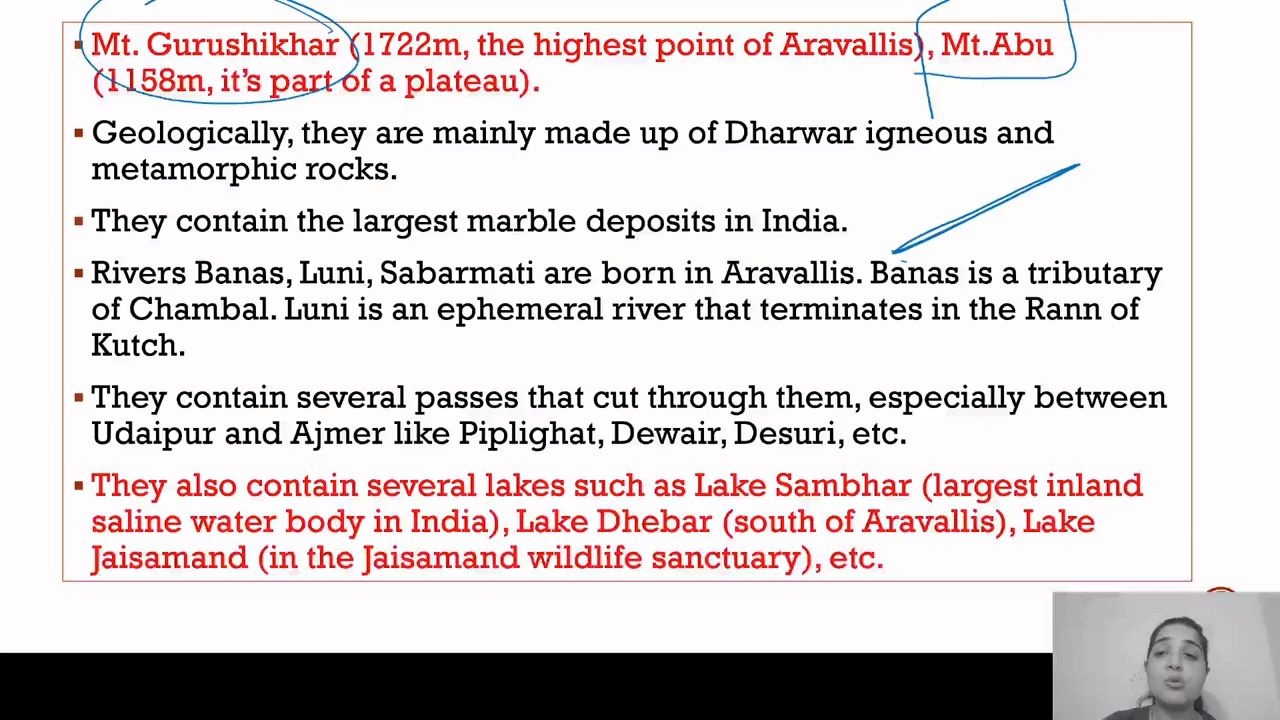 ▪ Mt. Gurushikhar (1722m, the highest point of Aravallis), Mt.Abu
(1158m, it's part of a plateau).
▪ Geologically, they are mainly made up of Dharwar igneous and
metamorphic rocks.
▪ They contain the largest marble deposits in India.
▪ Rivers Banas, Luni, Sabarmati are born in Aravallis. Banas is a tributary
of Chambal. Luni is an ephemeral river that terminates in the Rann of
Kutch.
▪ They contain several passes that cut through them, especially between
Udaipur and Ajmer like Piplighat, Dewair, Desuri, etc.
▪ They also contain several lakes such as Lake Sambhar (largest inland
saline water body in India), Lake Dhebar (south of Aravallis), Lake
Jaisamand (in the Jaisamand wildlife sanctuary), etc.